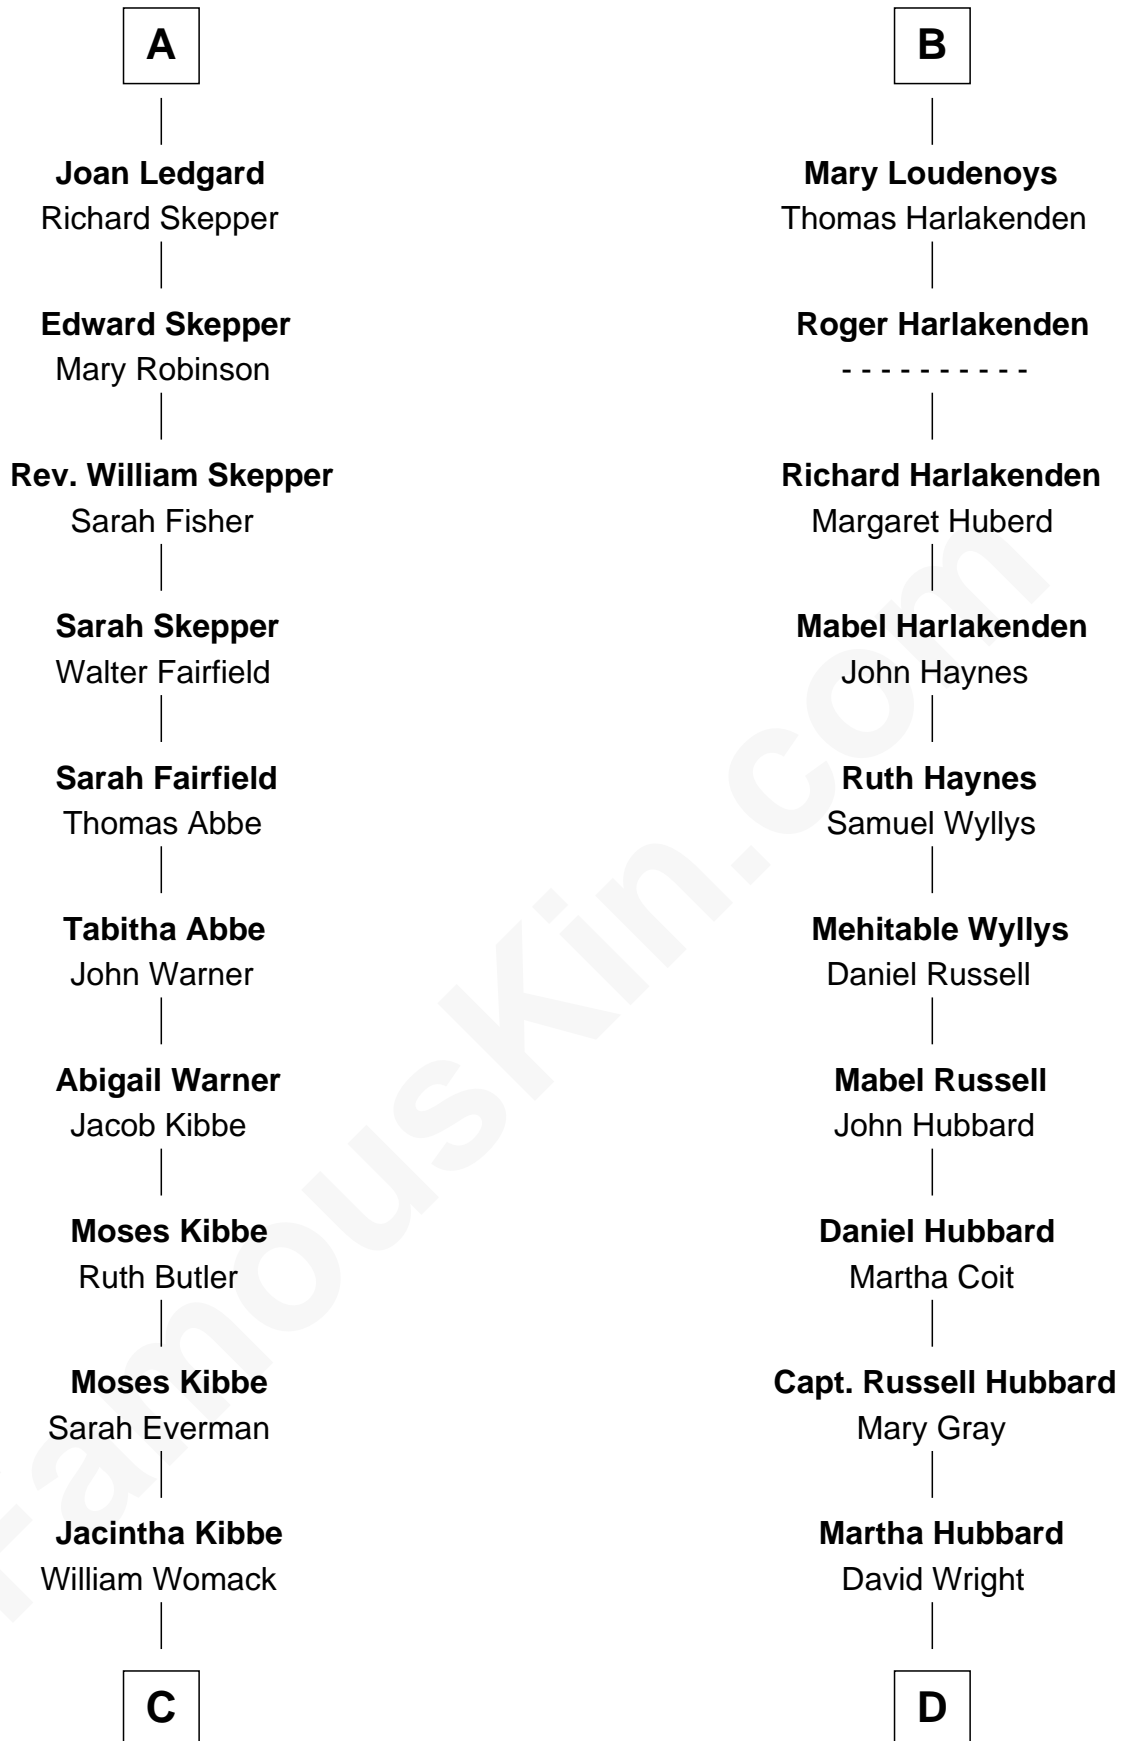 A
Joan Ledgard
Richard Skepper
Edward Skepper
Mary Robinson
Rev. William Skepper
Sarah Fisher
Sarah Skepper
Walter Fairfield
Sarah Fairfield
Thomas Abbe
Tabitha Abbe
John Warner
Abigail Warner
Jacob Kibbe
Moses Kibbe
Ruth Butler
Moses Kibbe
Sarah Everman
Jacintha Kibbe
William Womack
C
B
Mary Loudenoys
Thomas Harlakenden
Roger Harlakenden
- - - - - - - - - -
Richard Harlakenden
Margaret Huberd
Mabel Harlakenden
John Haynes
Ruth Haynes
Samuel Wyllys
Mehitable Wyllys
Daniel Russell
Mabel Russell
John Hubbard
Daniel Hubbard
Martha Coit
Capt. Russell Hubbard
Mary Gray
Martha Hubbard
David Wright
D
FamousKin.com